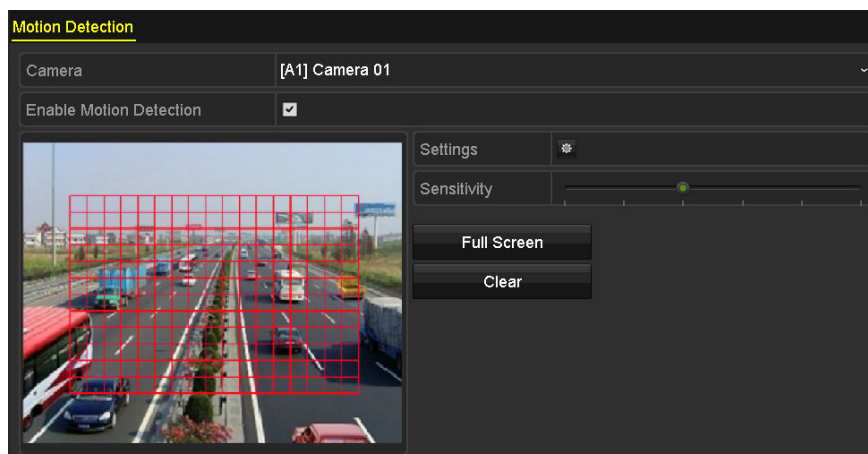 Motion Detection
Camera [A1] Camera 01
Enable Motion Detection
Settings
Sensitivity
Full Screen
Clear